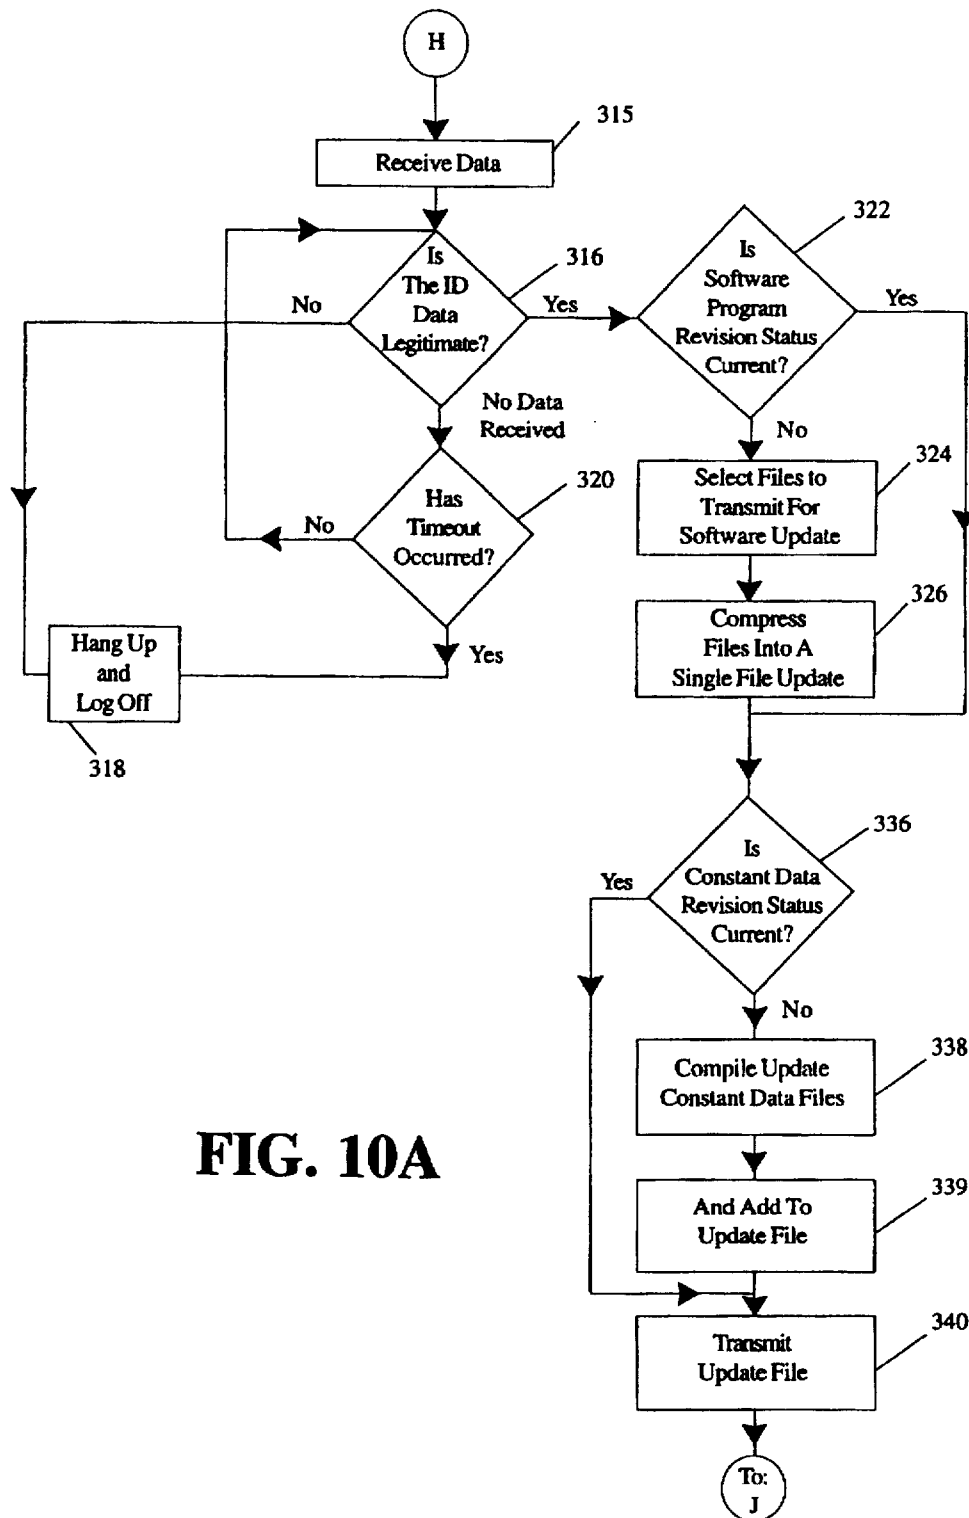 H
315
Receive Data
316
Is
The ID
Data
Legitimate?
No
Yes
322
Is
Software
Program
Revision Status
Current?
Yes
No Data
Received
No
320
Has
Timeout
Occurred?
No
Yes
324
Select Files to
Transmit For
Software Update
326
Compress
Files Into A
Single File Update
Hang Up
and
Log Off
318
336
Is
Constant Data
Revision Status
Current?
Yes
No
338
Compile Update
Constant Data Files
339
And Add To
Update File
340
Transmit
Update File
To:
J
FIG. 10A